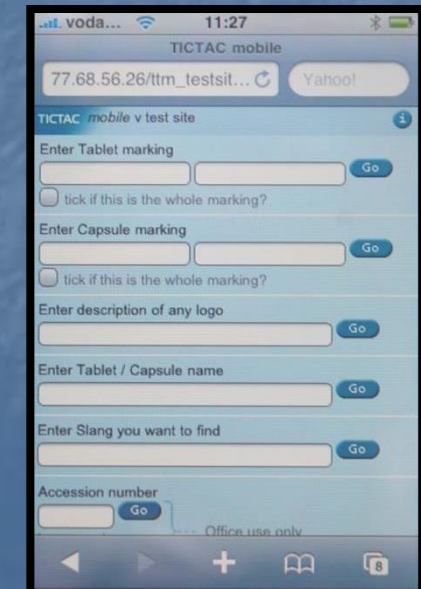 voda... 11:27
TICTAC mobile
77.68.56.26/ttm_testsit... Yahoo!
TICTAC mobile v test site i
Enter Tablet marking
Go
tick if this is the whole marking?
Enter Capsule marking
Go
tick if this is the whole marking?
Enter description of any logo
Go
Enter Tablet / Capsule name
Go
Enter Slang you want to find
Go
Accession number
Go
Office use only
8